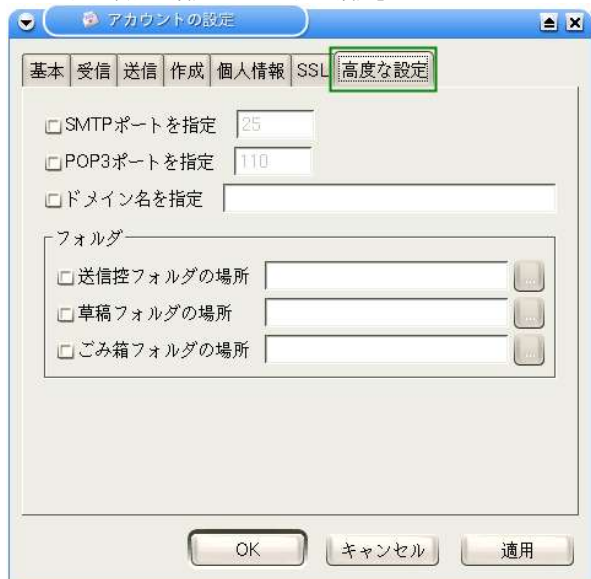 アカウントの設定
基本 受信 送信 作成 個人情報 SSL 高度な設定
SMTPポートを指定 25
POP3ポートを指定 110
ドメイン名を指定
フォルダ
送信控フォルダの場所 ...
草稿フォルダの場所 ...
ごみ箱フォルダの場所 ...
OK キャンセル 適用